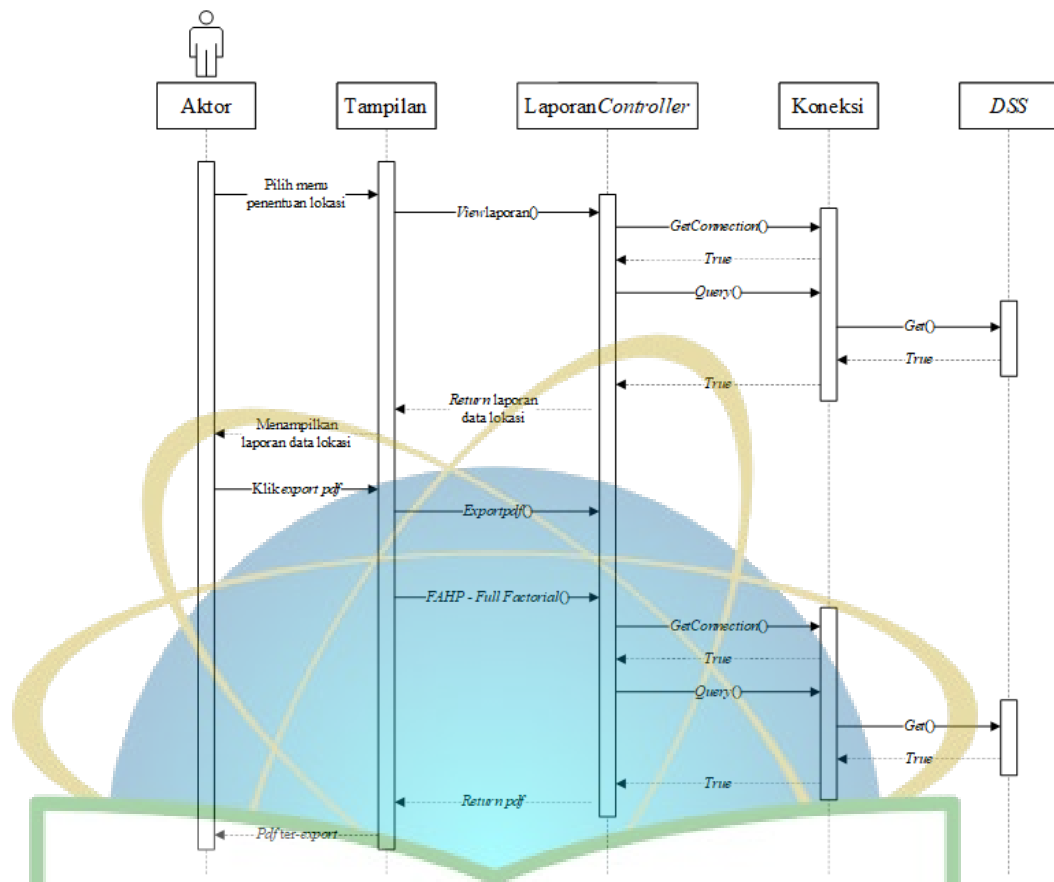 Aktor
Tampilan
LaporanController
Koneksi
DSS
Pilih menu
penentuan lokasi
Viewlaporan()
GetConnection()
True
Query()
Get()
True
True
Return laporan
data lokasi
Menampilkan
laporan data lokasi
Klik export pdf
Exportpdf()
FAHP - Full Factorial()
GetConnection()
True
Query()
Get()
True
True
Return pdf
Pdf ter-export